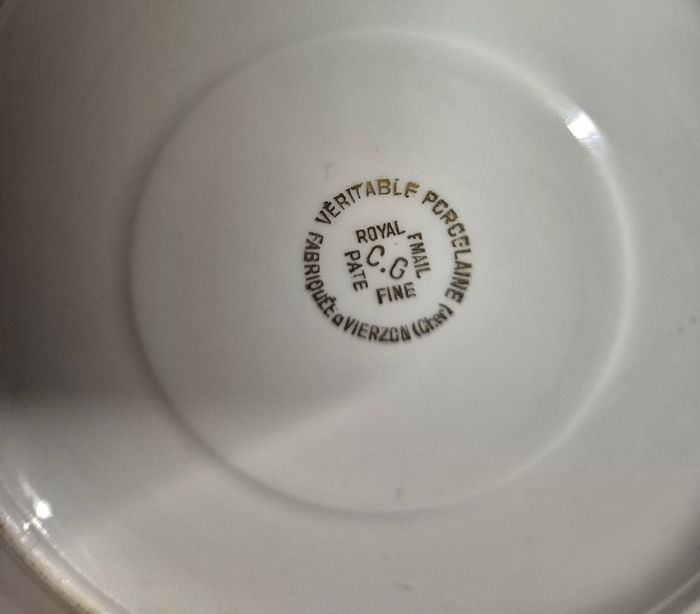 VÉRITABLE PORCELAINE
FABRIQUÉE a VIERZON (Cher)
ROYAL
EMAIL
PATE
FINE
C.G